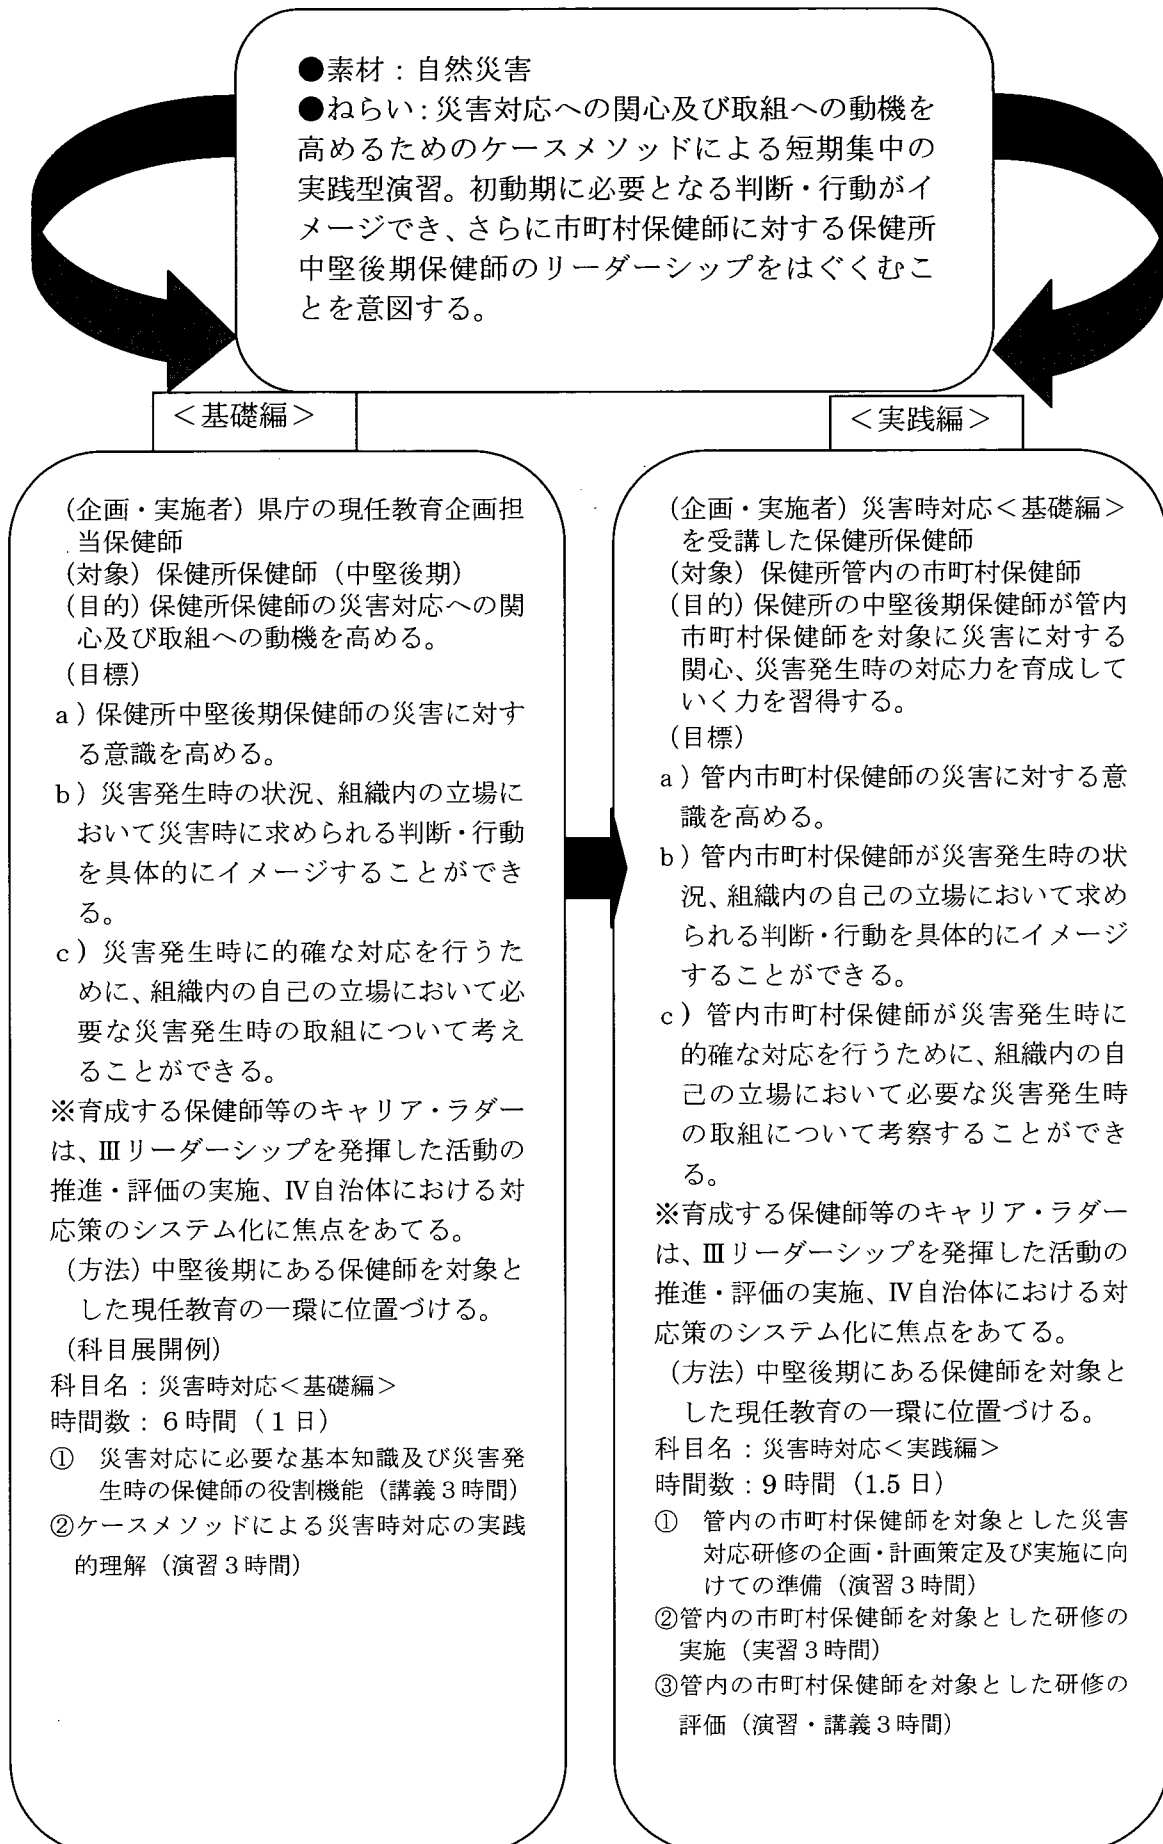 ●素材：自然災害
●ねらい：災害対応への関心及び取組への動機を
高めるためのケースメソッドによる短期集中の
実践型演習。初動期に必要となる判断・行動がイ
メージでき、さらに市町村保健師に対する保健所
中堅後期保健師のリーダーシップをはぐくむこ
とを意図する。
＜基礎編＞
（企画・実施者）県庁の現任教育企画担
当保健師
（対象）保健所保健師（中堅後期）
（目的）保健所保健師の災害対応への関
心及び取組への動機を高める。
（目標）
a）保健所中堅後期保健師の災害に対す
る意識を高める。
b）災害発生時の状況、組織内の立場に
おいて災害時に求められる判断・行動
を具体的にイメージすることができ
る。
c）災害発生時に的確な対応を行うた
めに、組織内の自己の立場において必
要な災害発生時の取組について考え
ることができる。
※育成する保健師等のキャリア・ラダー
は、Ⅲリーダーシップを発揮した活動の
推進・評価の実施、Ⅳ自治体における対
応策のシステム化に焦点をあてる。
（方法）中堅後期にある保健師を対象と
した現任教育の一環に位置づける。
（科目展開例）
科目名：災害時対応＜基礎編＞
時間数：6時間（1日）
① 災害対応に必要な基本知識及び災害発
生時の保健師の役割機能（講義3時間）
②ケースメソッドによる災害時対応の実践
的理解（演習3時間）
＜実践編＞
（企画・実施者）災害時対応＜基礎編＞
を受講した保健所保健師
（対象）保健所管内の市町村保健師
（目的）保健所の中堅後期保健師が管内
市町村保健師を対象に災害に対する
関心、災害発生時の対応力を育成して
いく力を習得する。
（目標）
a）管内市町村保健師の災害に対する意
識を高める。
b）管内市町村保健師が災害発生時の状
況、組織内の自己の立場において求め
られる判断・行動を具体的にイメージ
することができる。
c）管内市町村保健師が災害発生時に
的確な対応を行うために、組織内の自
己の立場において必要な災害発生時
の取組について考察することができ
る。
※育成する保健師等のキャリア・ラダー
は、Ⅲリーダーシップを発揮した活動の
推進・評価の実施、Ⅳ自治体における対
応策のシステム化に焦点をあてる。
（方法）中堅後期にある保健師を対象と
した現任教育の一環に位置づける。
科目名：災害時対応＜実践編＞
時間数：9時間（1.5日）
① 管内の市町村保健師を対象とした災害
対応研修の企画・計画策定及び実施に向
けての準備（演習3時間）
②管内の市町村保健師を対象とした研修の
実施（実習3時間）
③管内の市町村保健師を対象とした研修の
評価（演習・講義3時間）